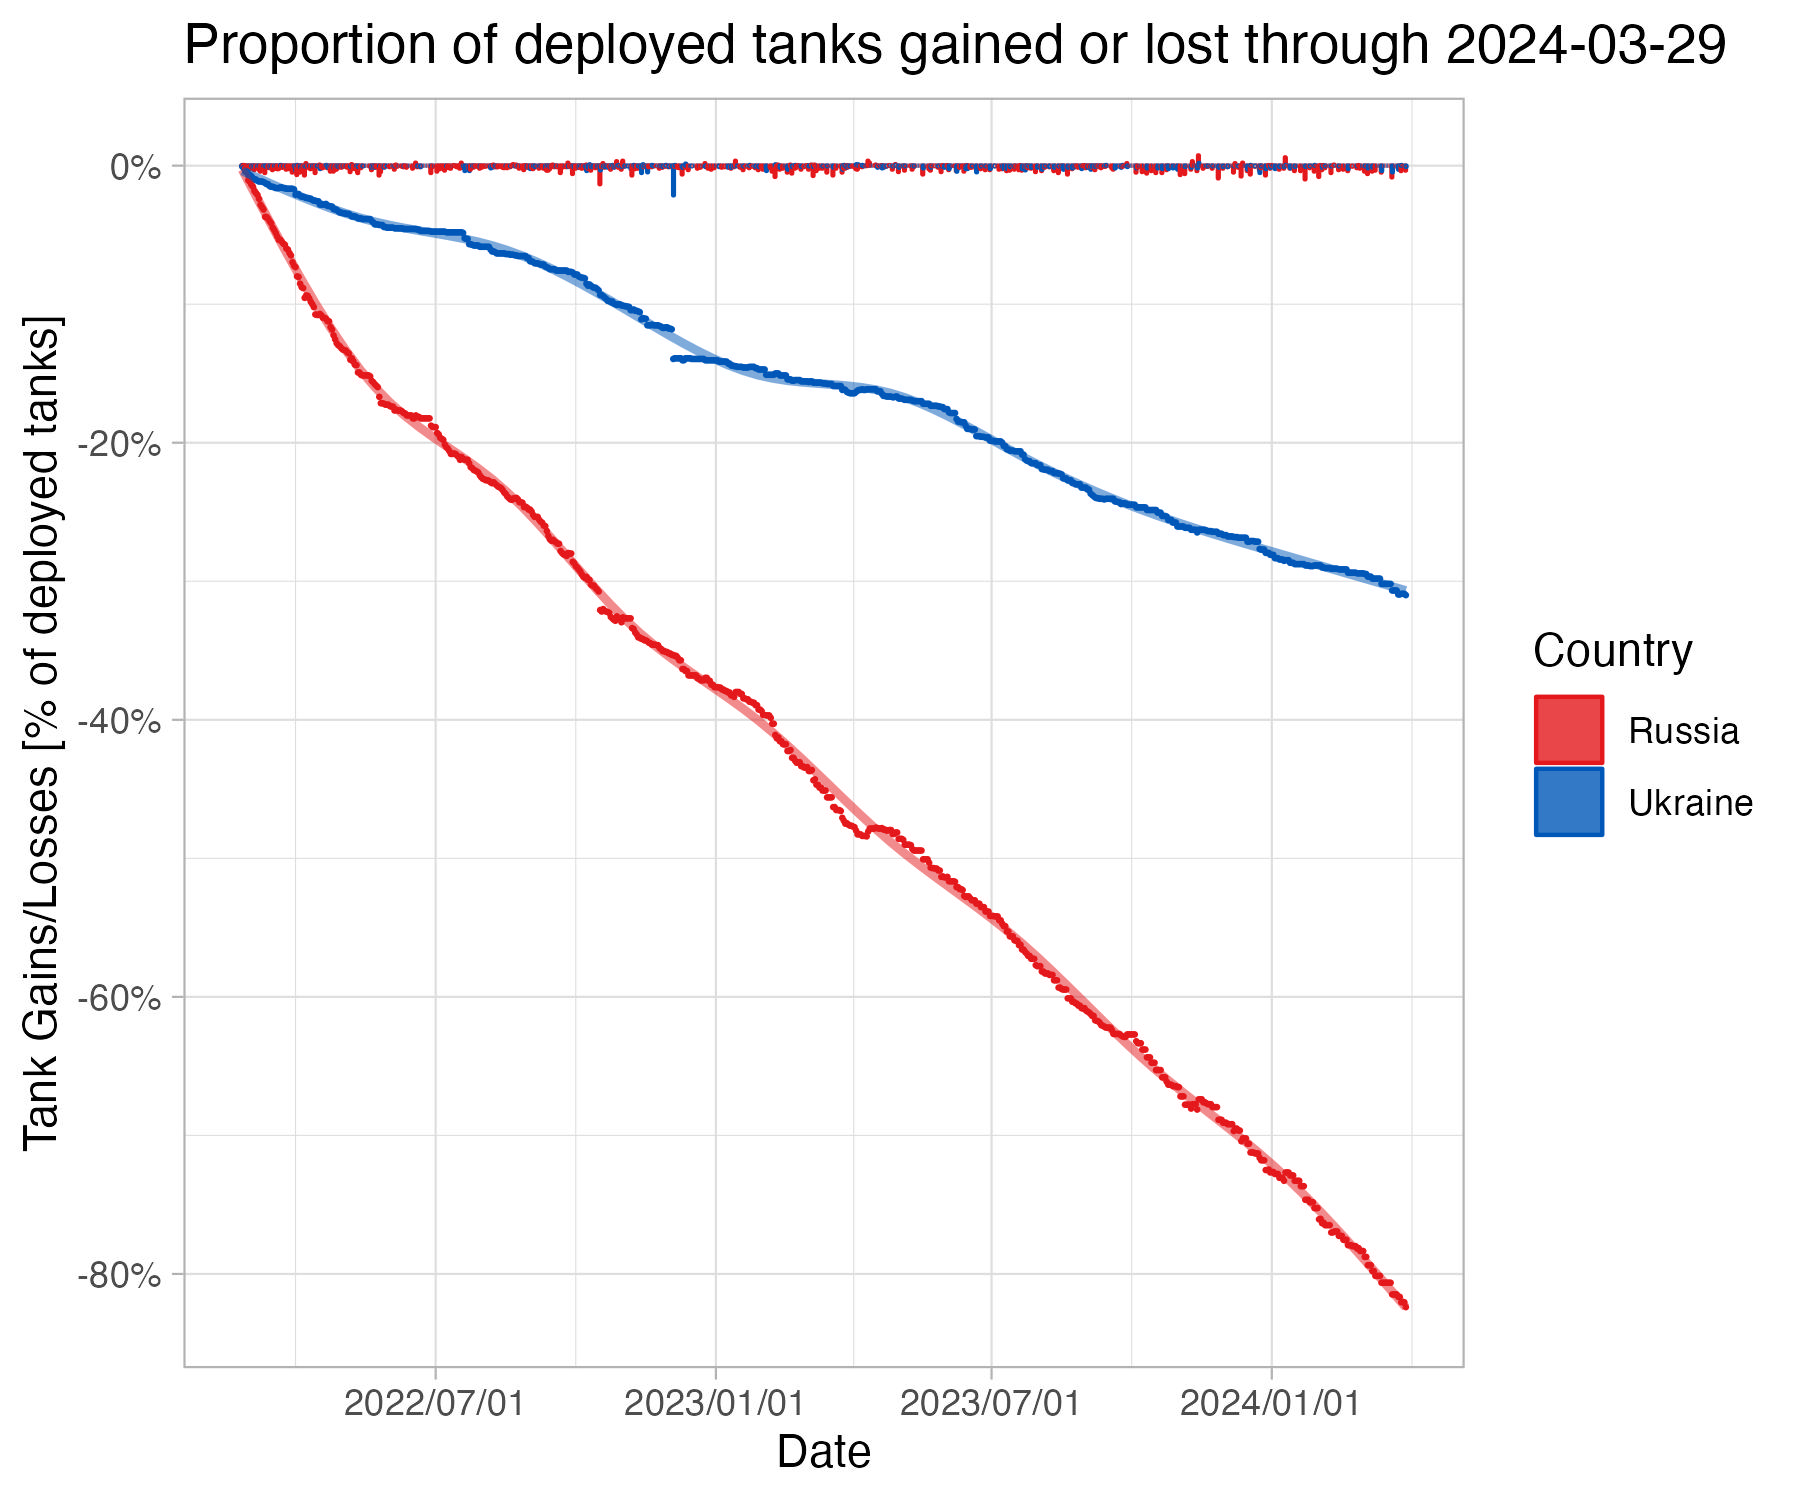 Proportion of deployed tanks gained or lost through 2024-03-29
Tank Gains/Losses [% of deployed tanks]
0%
-20%
-40%
-60%
-80%
2022/07/01
2023/01/01
2023/07/01
2024/01/01
Date
Country
Russia
Ukraine